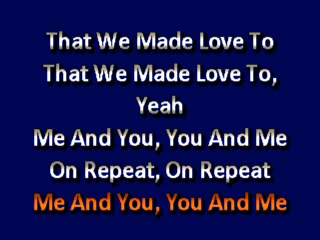 That We Made Love To
That We Made Love To,
Yeah
Me And You, You And Me
On Repeat, On Repeat
Me And You, You And Me